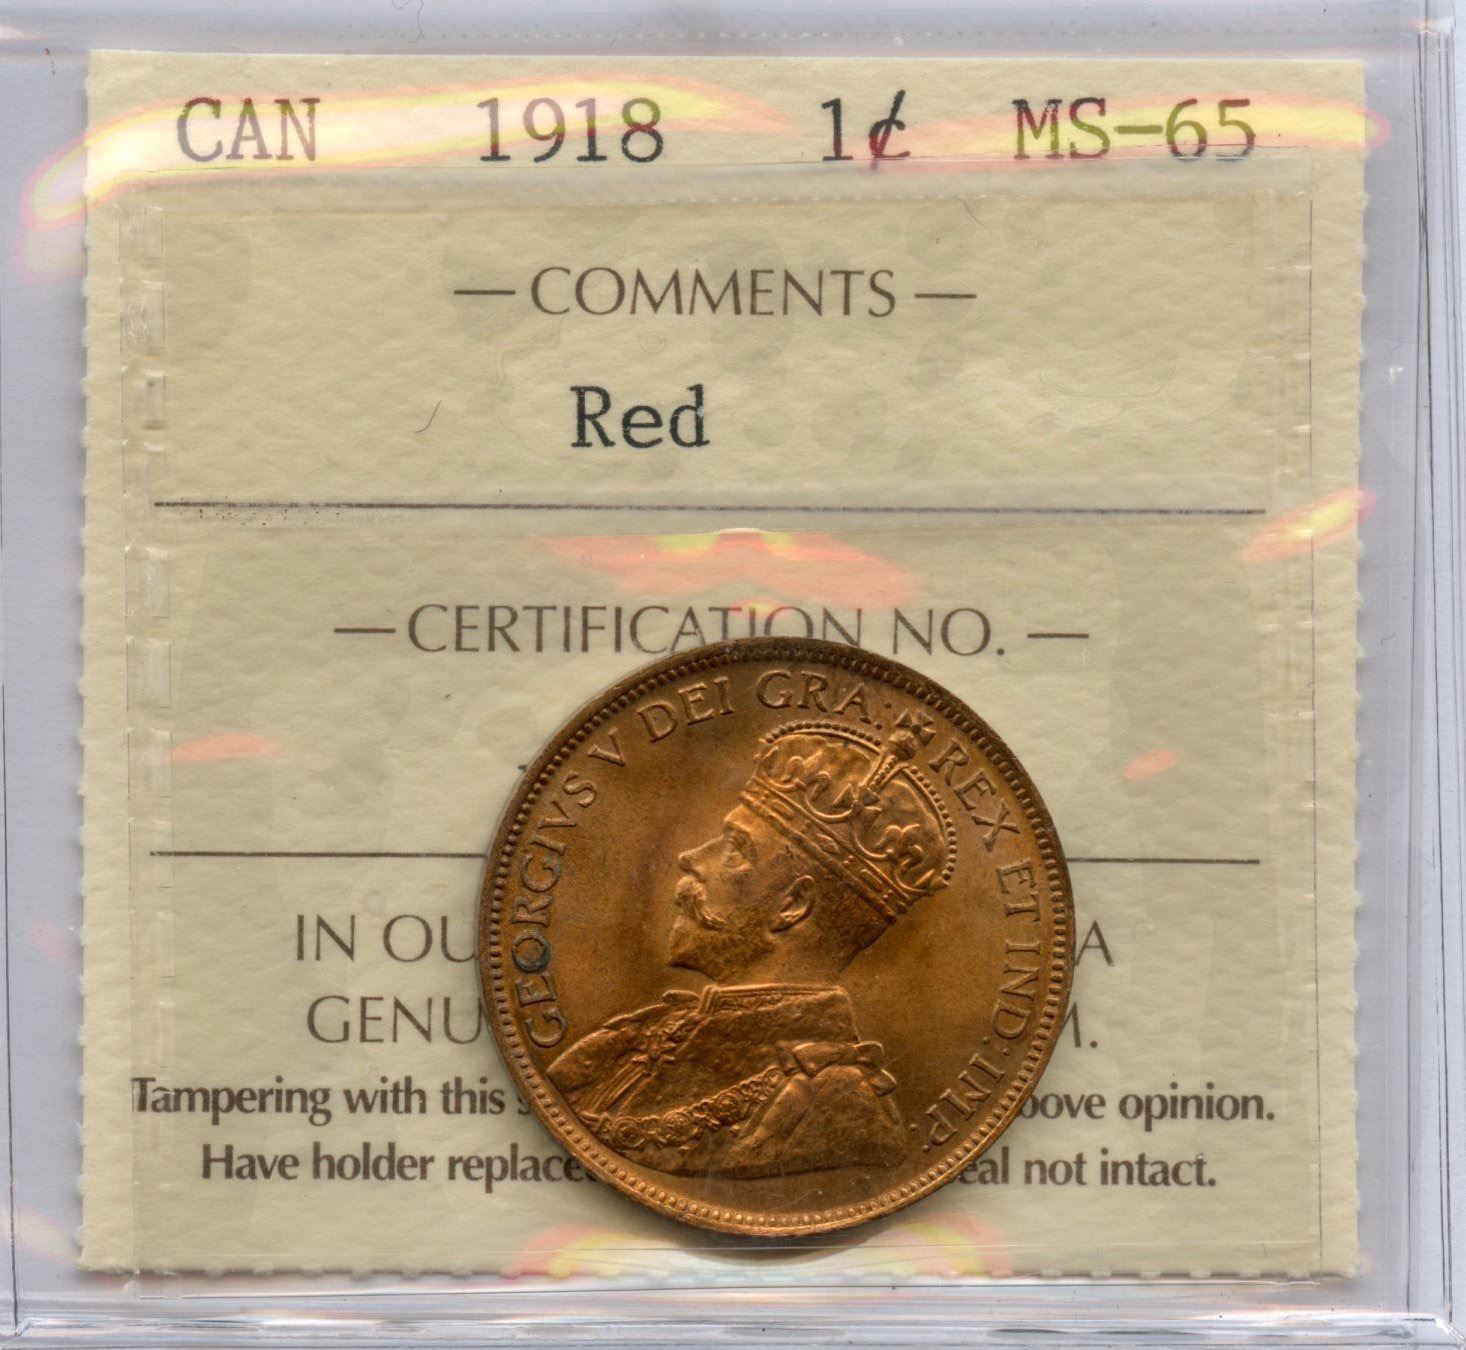 CAN 1918 1¢ MS-65
— COMMENTS —
Red
— CERTIFICATION NO. —
GEORGIVS V DEI GRA: REX ET IND: IMP:
IN OU A
GENU M.
Tampering with this s bove opinion.
Have holder replace eal not intact.